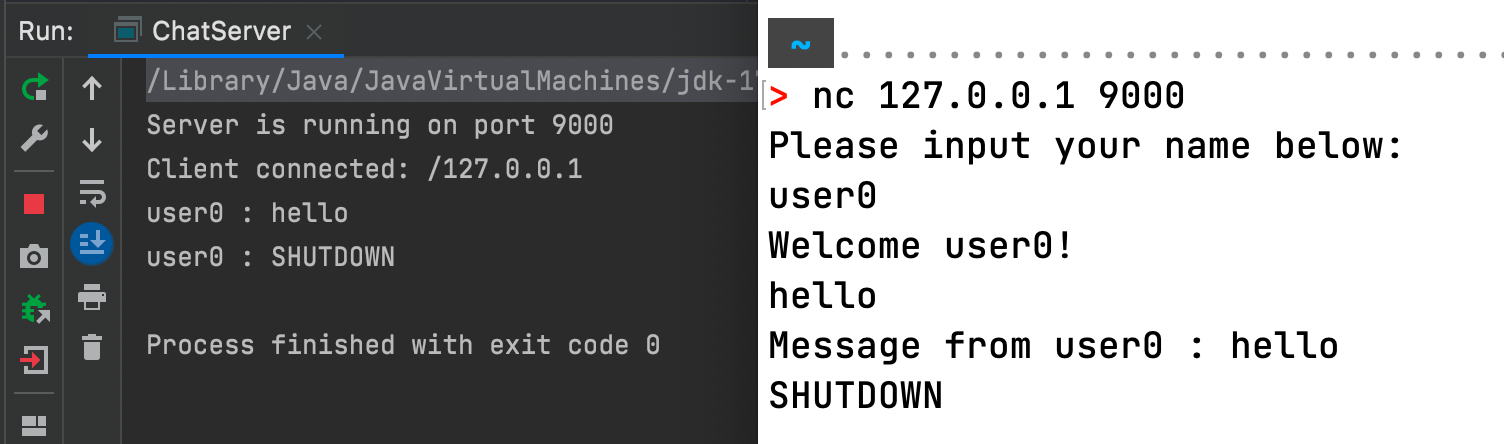 Run: ChatServer
/Library/Java/JavaVirtualMachines/jdk-1
Server is running on port 9000
Client connected: /127.0.0.1
user0 : hello
user0 : SHUTDOWN
Process finished with exit code 0
~
> nc 127.0.0.1 9000
Please input your name below:
user0
Welcome user0!
hello
Message from user0 : hello
SHUTDOWN